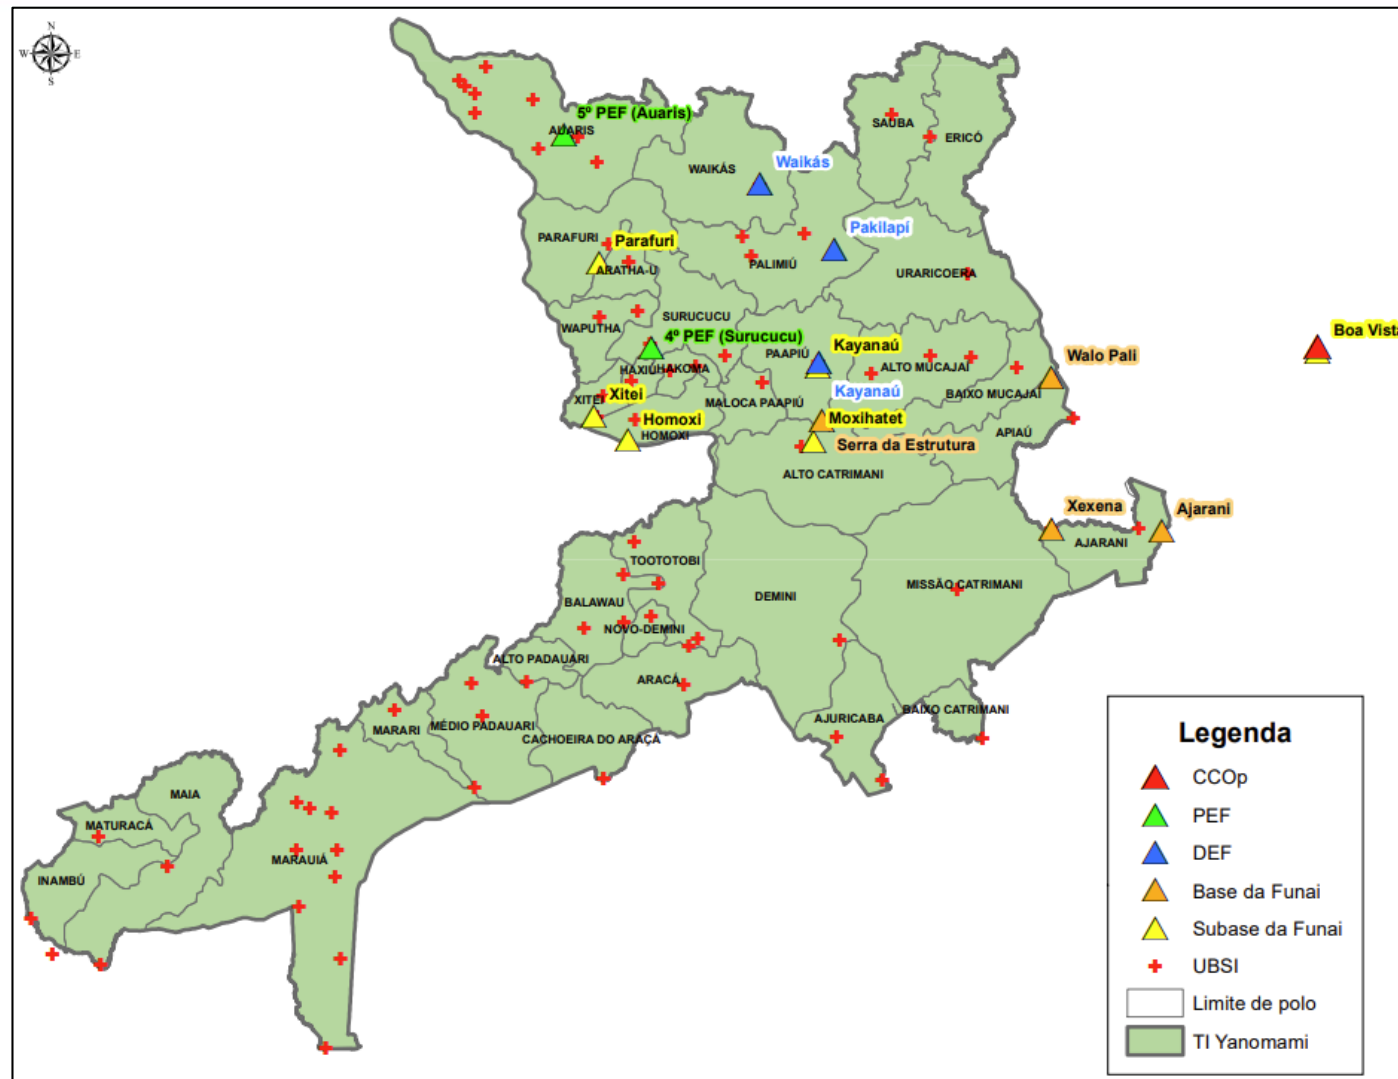 N
W E
S
5º PEF (Auaris)
AUARIS
SAUBA
ERICÓ
WAIKÁS
Waikás
Pakilapí
PARAFURI
Parafuri
ARATHA-U
PALIMIÚ
URARICOERA
SURUCUCU
WAPUTHA
4º PEF (Surucucu)
PAAPIÚ
Kayanaú
Boa Vista
Walo Pali
HAXIÚ
HAKOMA
ALTO MUCAJAÍ
Kayanaú
BAIXO MUCAJAÍ
XITEI
Xitei
MALOCA PAAPIÚ
Homoxi
HOMOXI
Moxihatet
APIAÚ
Serra da Estrutura
ALTO CATRIMANI
Xexena
Ajarani
AJARANI
TOOTOTOBI
MISSÃO CATRIMANI
DEMINI
BALAWAU
NOVO-DEMINI
ALTO PADAUARI
ARACÁ
BAIXO CATRIMANI
AJURICABA
MARARI
MÉDIO PADAUARI
CACHOEIRA DO ARAÇÁ
MAIA
MATURACÁ
MARAUIÁ
INAMBÚ
Legenda
CCOp
PEF
DEF
Base da Funai
Subase da Funai
UBSI
Limite de polo
TI Yanomami